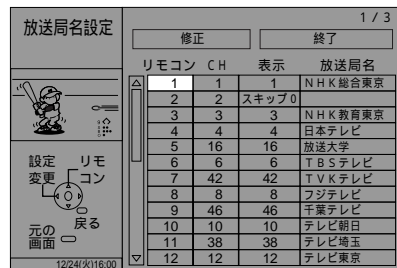 放送局名設定
1 / 3
修正 終了
リモコン CH 表示 放送局名
1 1 1 NHK総合東京
2 2 スキップ0
3 3 3 NHK教育東京
4 4 4 日本テレビ
5 16 16 放送大学
6 6 6 TBSテレビ
7 42 42 TVKテレビ
8 8 8 フジテレビ
9 46 46 千葉テレビ
10 10 10 テレビ朝日
11 38 38 テレビ埼玉
12 12 12 テレビ東京
設定 リモ
変更 コン
戻る
元の
画面
12/24(火)16:00